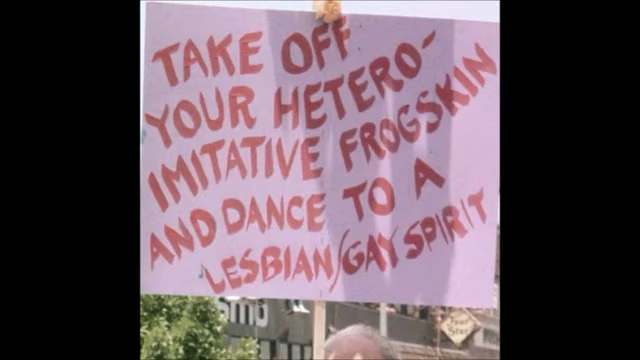 TAKE OFF
YOUR HETERO-
IMITATIVE FROGSKIN
AND DANCE TO A
LESBIAN/GAY SPIRIT